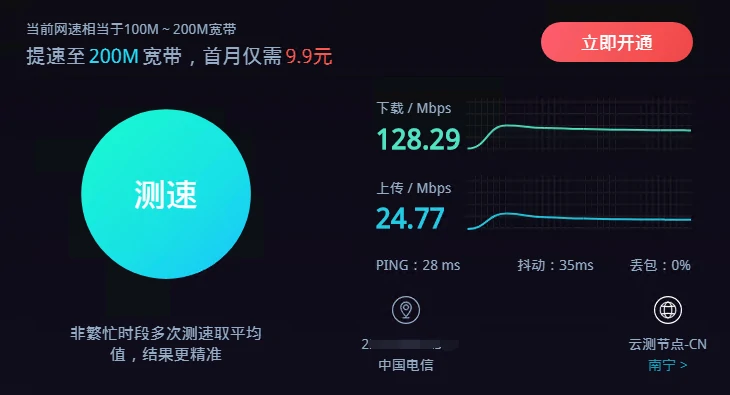 当前网速相当于100M ~ 200M宽带
提速至 200M 宽带，首月仅需 9.9元
立即开通
测速
非繁忙时段多次测速取平均
值，结果更精准
下载 / Mbps
128.29
上传 / Mbps
24.77
PING：28 ms
抖动：35ms
丢包：0%
中国电信
云测节点-CN
南宁 >